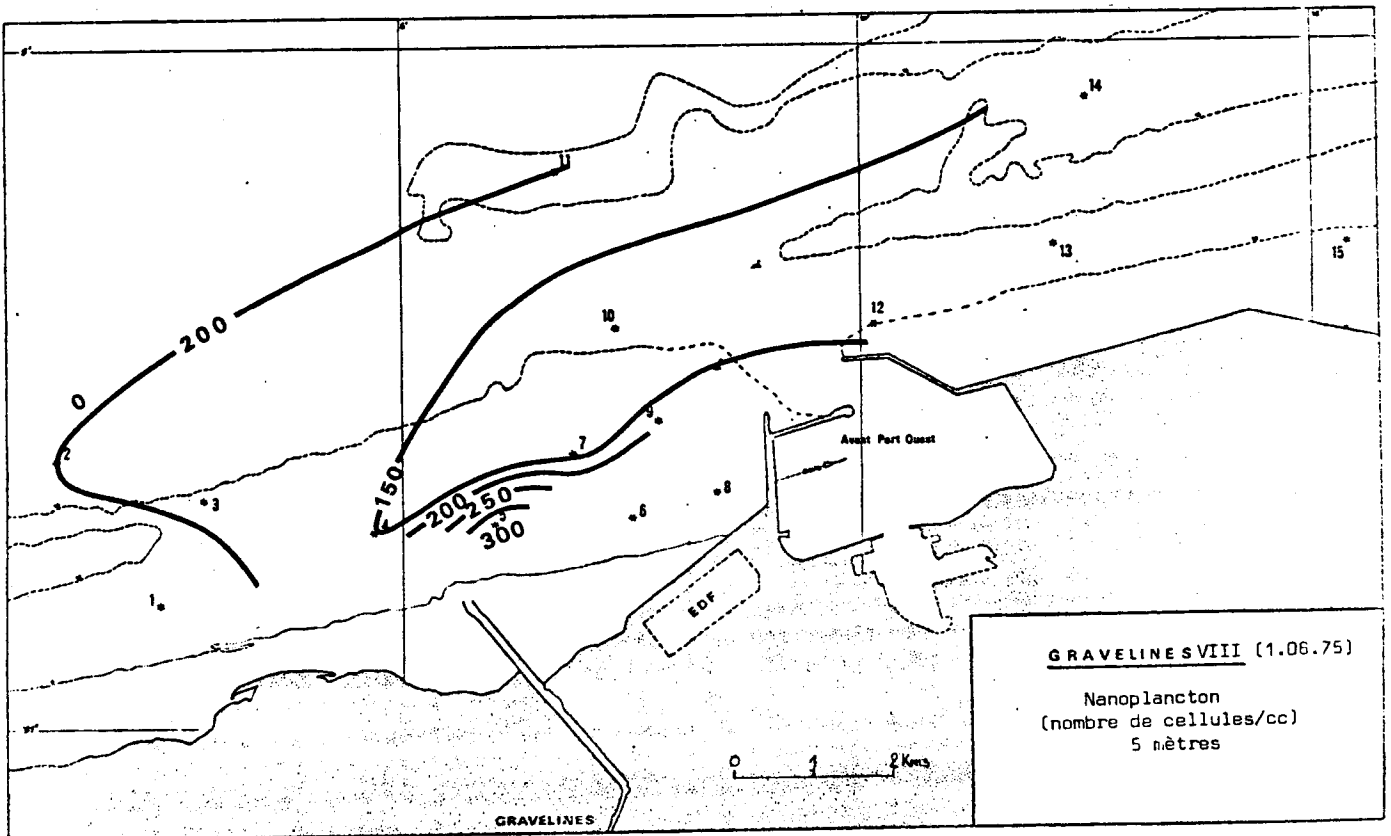 14
11
13
15
200
12
10
0
9
7
Avant Port Ouest
2
150
3
8
200
250
6
300
1
EDF
GRAVELINES VIII (1.06.75)
Nanoplancton
(nombre de cellules/cc)
5 mètres
0 1 2 Kms
GRAVELINES